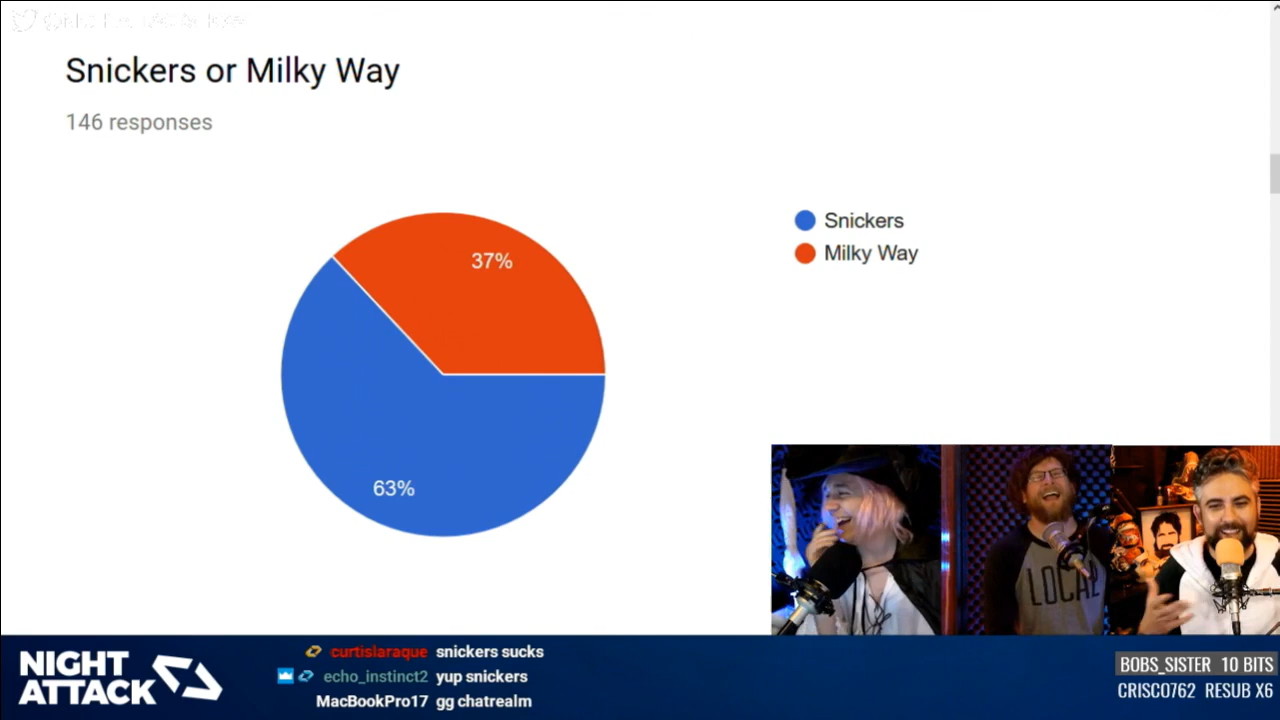 Snickers or Milky Way
146 responses
37%
63%
Snickers
Milky Way
LOCAL
NIGHT
ATTACK
curtislaraque snickers sucks
echo_instinct2 yup snickers
MacBookPro17 gg chatrealm
BOBS_SISTER 10 BITS
CRISCO762 RESUB X6